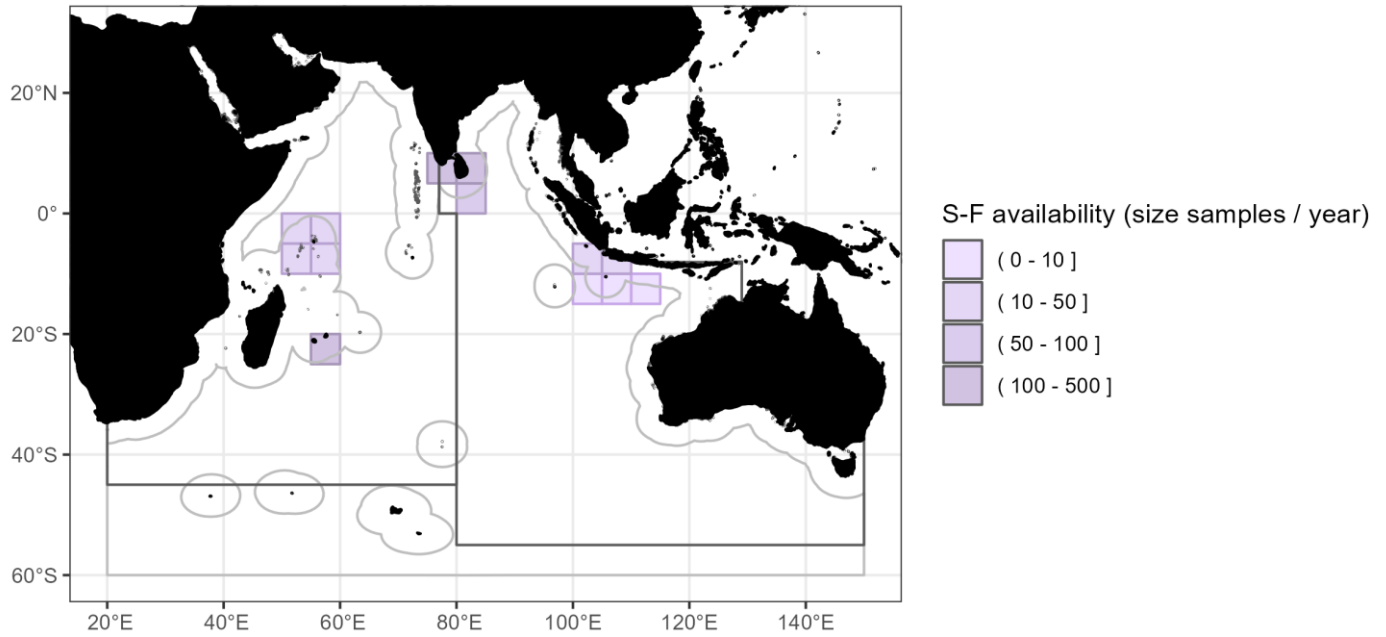 20°N
0°
20°S
40°S
60°S
20°E 40°E 60°E 80°E 100°E 120°E 140°E
S-F availability (size samples / year)
( 0 - 10 ]
( 10 - 50 ]
( 50 - 100 ]
( 100 - 500 ]